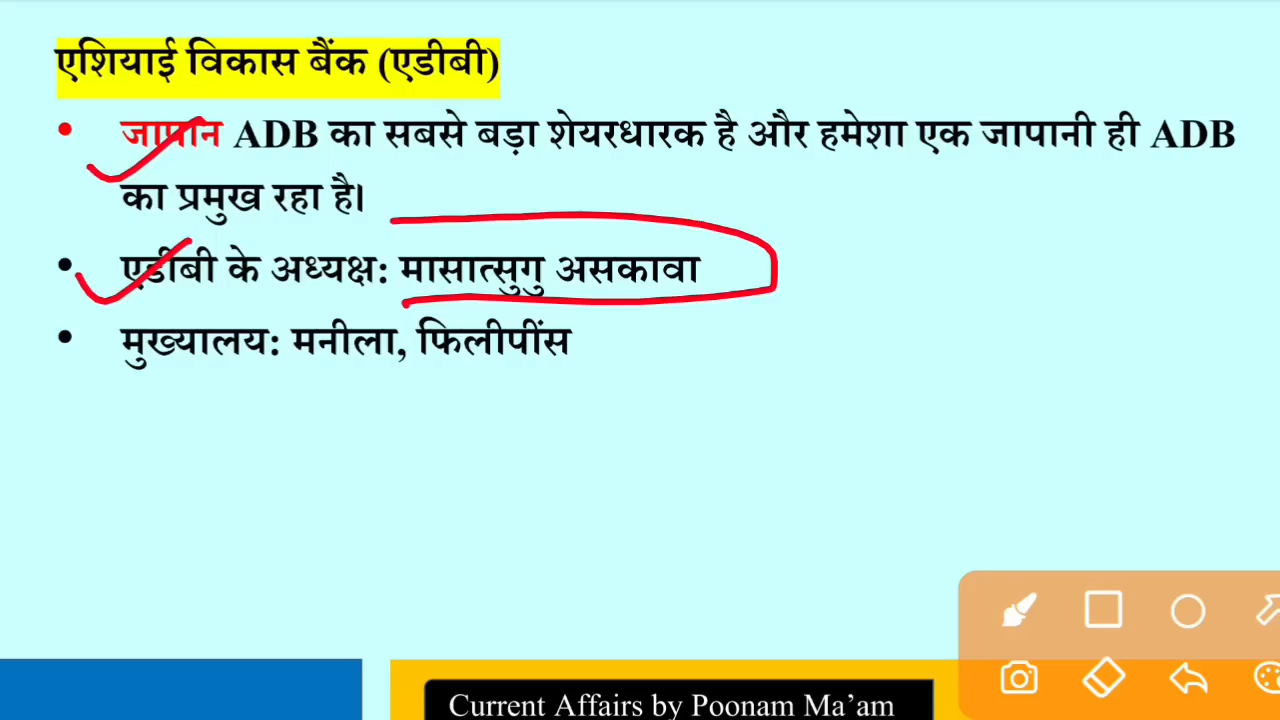 एशियाई विकास बैंक (एडीबी)
• जापान ADB का सबसे बड़ा शेयरधारक है और हमेशा एक जापानी ही ADB
का प्रमुख रहा है।
• एडीबी के अध्यक्ष: मासात्सुगु असकावा
• मुख्यालय: मनीला, फिलीपींस
Current Affairs by Poonam Ma’am